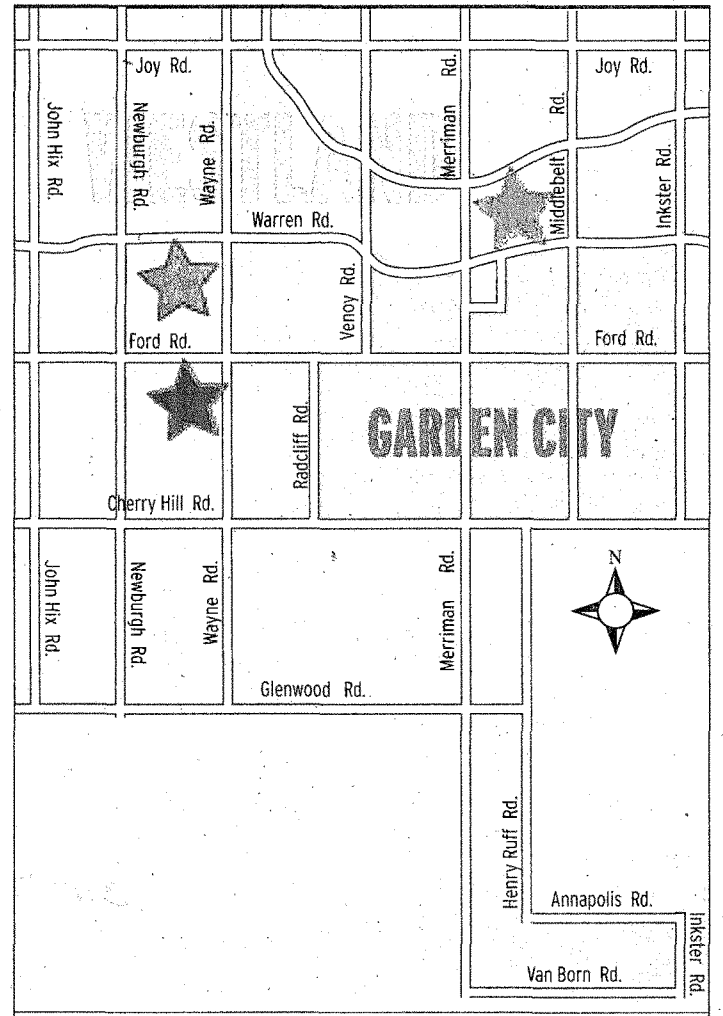 Joy Rd.
Joy Rd.
John Hix Rd.
Newburgh Rd.
Wayne Rd.
Merriman Rd.
Middlebelt Rd.
Inkster Rd.
WESTLAND
Warren Rd.
Venoy Rd.
Ford Rd.
Ford Rd.
Radcliff Rd.
GARDEN CITY
Cherry Hill Rd.
N
John Hix Rd.
Newburgh Rd.
Wayne Rd.
Merriman Rd.
Glenwood Rd.
Henry Ruff Rd.
Annapolis Rd.
Inkster Rd.
Van Born Rd.